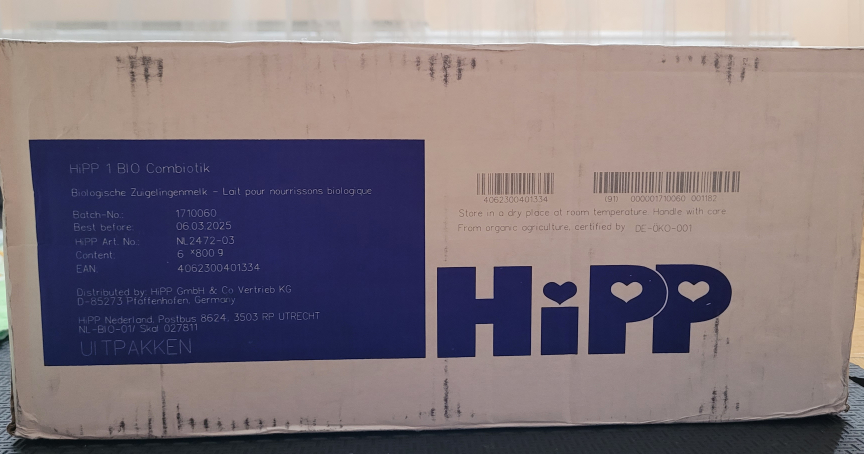 HiPP 1 BIO Combiotik
Biologische Zuigelingenmelk - Lait pour nourrissons biologique
Batch-No.: 1710060
Best before: 06.03.2025
HiPP Art. No.: NL2472-03
Content: 6 *800 g
EAN: 4062300401334
Distributed by: HiPP GmbH & Co Vertrieb KG
D-85273 Pfaffenhofen, Germany
HiPP Nederland, Postbus 8624, 3503 RP UTRECHT
NL-BIO-01/ Skal 027811
UITPAKKEN
4062300401334
(91) 000001710060 001182
Store in a dry place at room temperature. Handle with care
From organic agriculture, certified by DE-ÖKO-001
HiPP